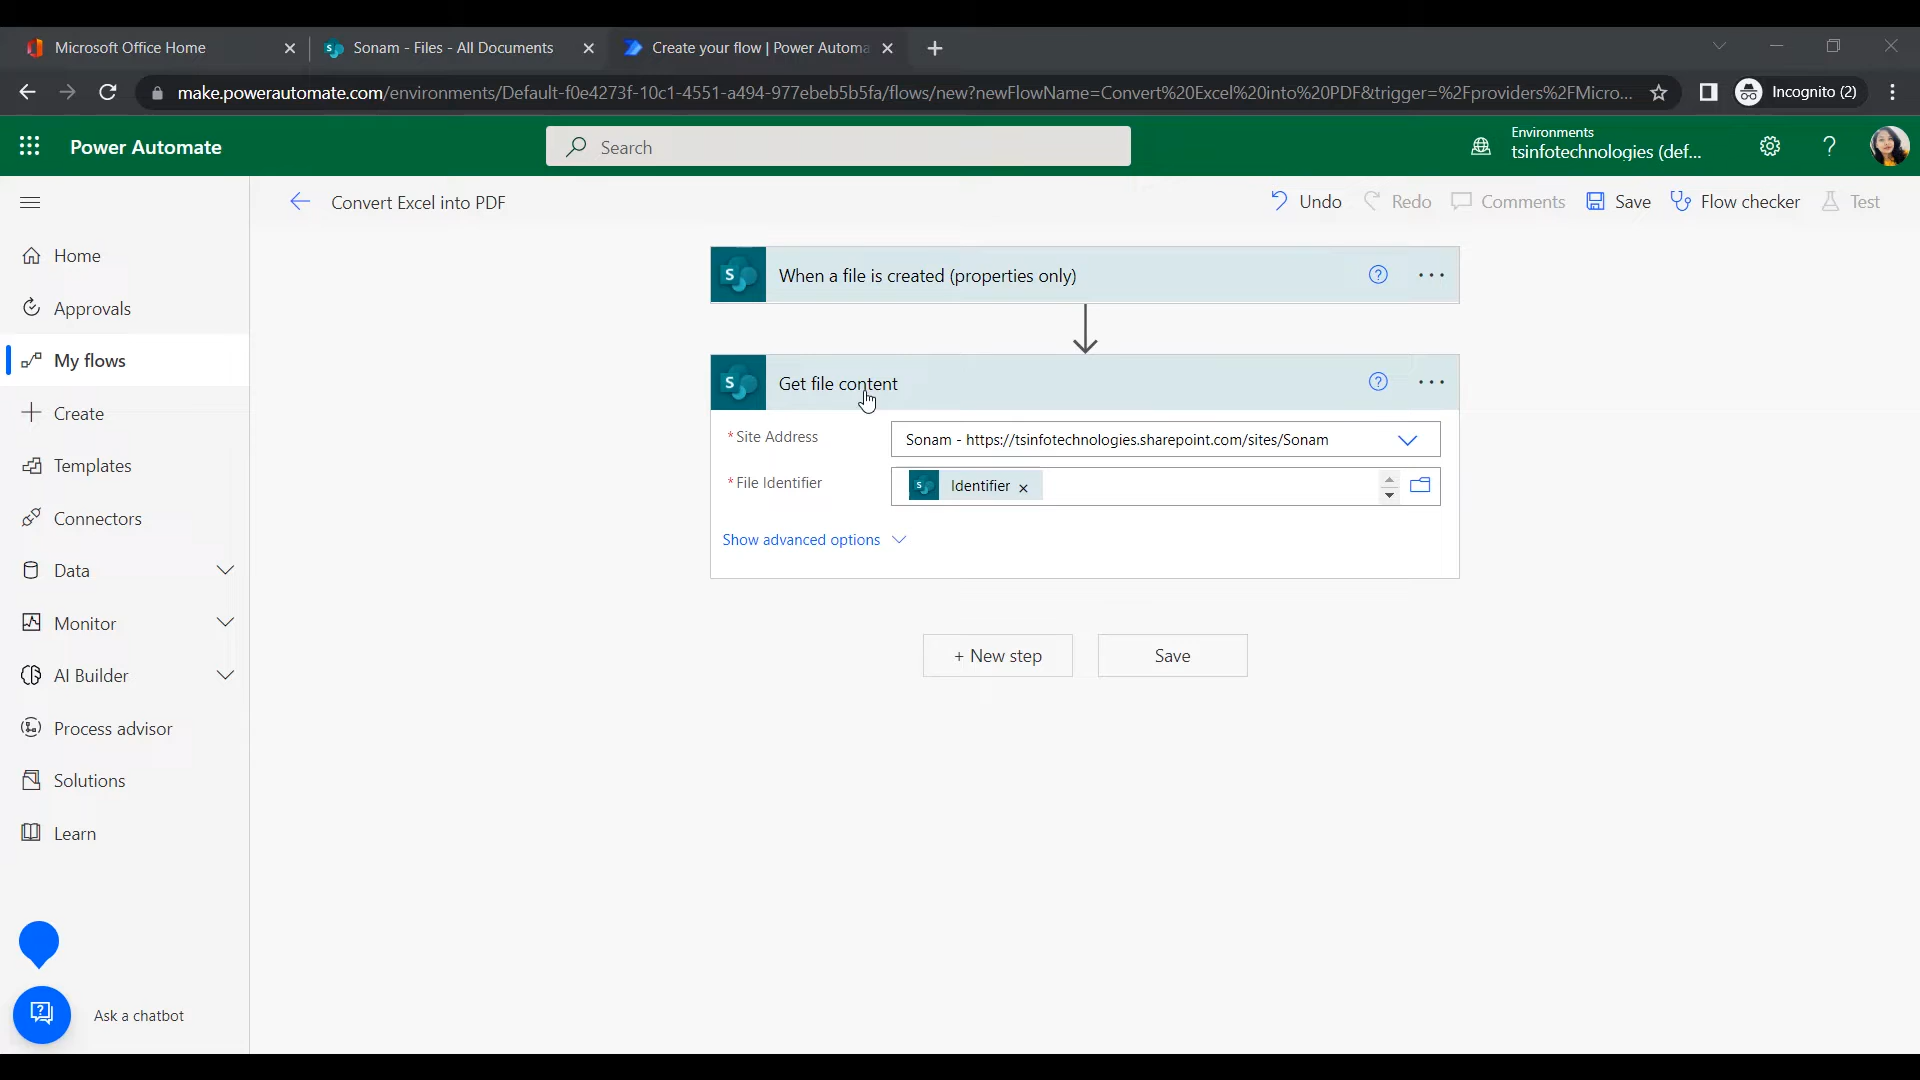 Microsoft Office Home
Sonam - Files - All Documents
Create your flow | Power Automa
make.powerautomate.com/environments/Default-f0e4273f-10c1-4551-a494-977ebeb5b5fa/flows/new?newFlowName=Convert%20Excel%20into%20PDF&trigger=%2Fproviders%2FMicro...
Incognito (2)
Power Automate
Search
Environments
tsinfotechnologies (def...
Convert Excel into PDF
Undo
Redo
Comments
Save
Flow checker
Test
Home
Approvals
My flows
Create
Templates
Connectors
Data
Monitor
AI Builder
Process advisor
Solutions
Learn
Ask a chatbot
When a file is created (properties only)
Get file content
* Site Address
Sonam - https://tsinfotechnologies.sharepoint.com/sites/Sonam
* File Identifier
Identifier
Show advanced options
+ New step
Save